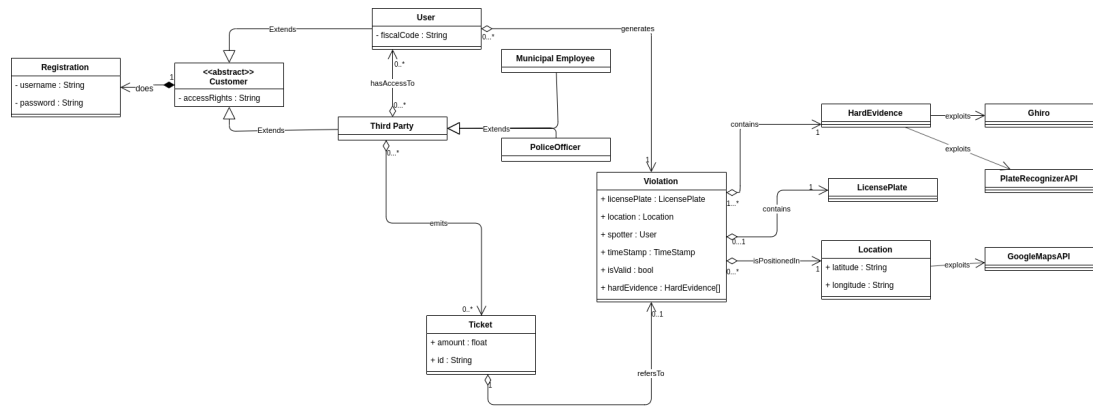 User
- fiscalCode : String
0...*
Extends
generates
Registration
- username : String
- password : String
does
1
<<abstract>>
Customer
- accessRights : String
Extends
0..*
hasAccessTo
0...*
Third Party
0...*
Municipal Employee
Extends
PoliceOfficer
emits
0..*
Ticket
+ amount : float
+ id : String
1
refersTo
0..1
1
Violation
+ licensePlate : LicensePlate
+ location : Location
+ spotter : User
+ timeStamp : TimeStamp
+ isValid : bool
+ hardEvidence : HardEvidence[]
1...*
contains
1
HardEvidence
exploits
Ghiro
exploits
PlateRecognizerAPI
0...1
contains
1
LicensePlate
0...*
isPositionedIn
1
Location
+ latitude : String
+ longitude : String
exploits
GoogleMapsAPI